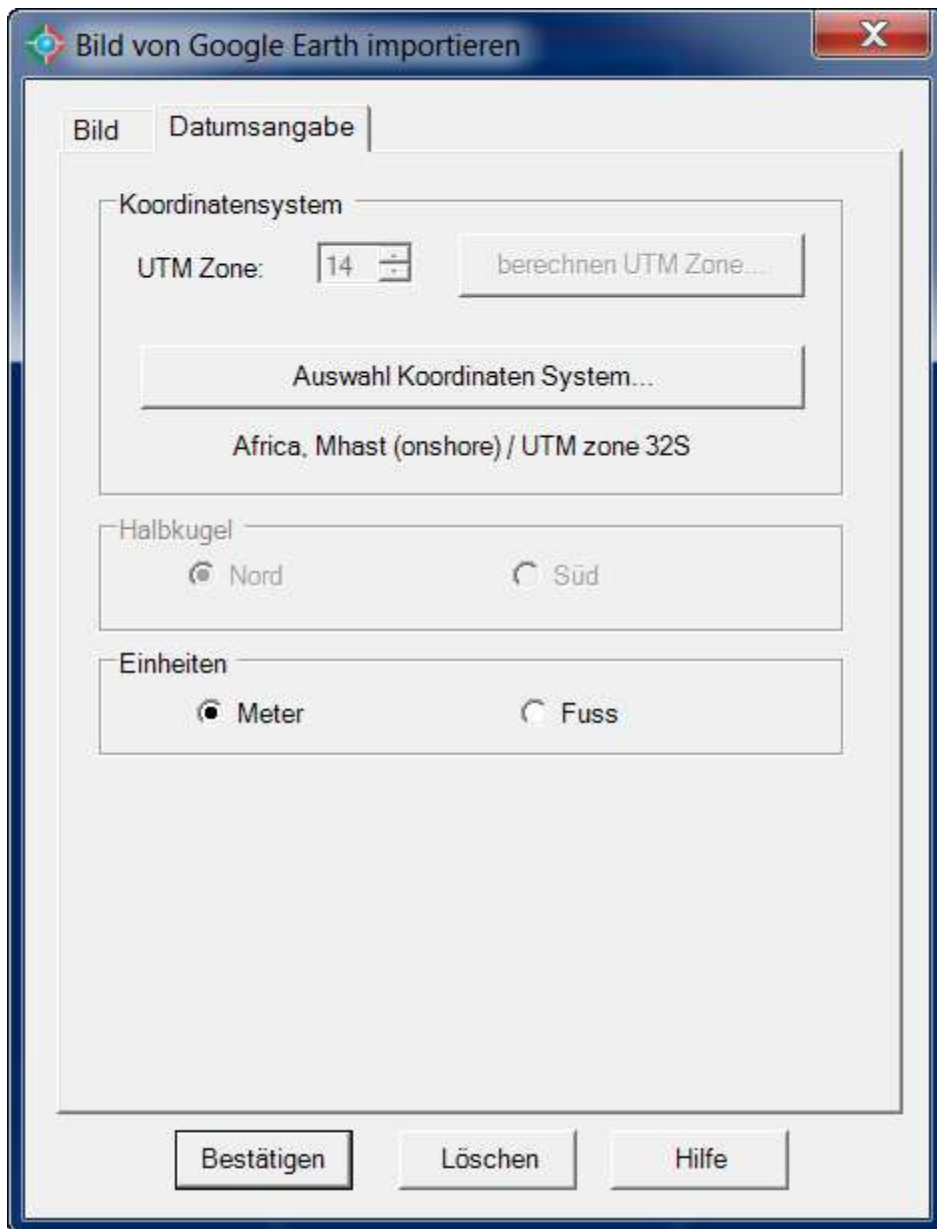 Bild von Google Earth importieren
Bild
Datumsangabe
Koordinatensystem
UTM Zone:
14
berechnen UTM Zone...
Auswahl Koordinaten System...
Africa, Mhast (onshore) / UTM zone 32S
Halbkugel
Nord
Süd
Einheiten
Meter
Fuss
Bestätigen
Löschen
Hilfe